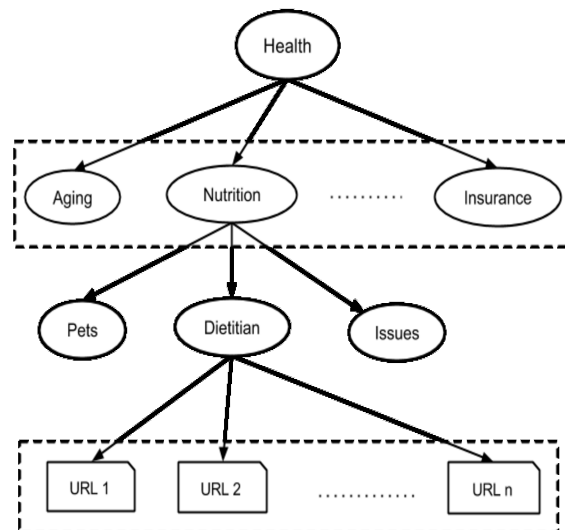 Health
Aging
Nutrition
Insurance
Pets
Dietitian
Issues
URL 1
URL 2
URL n